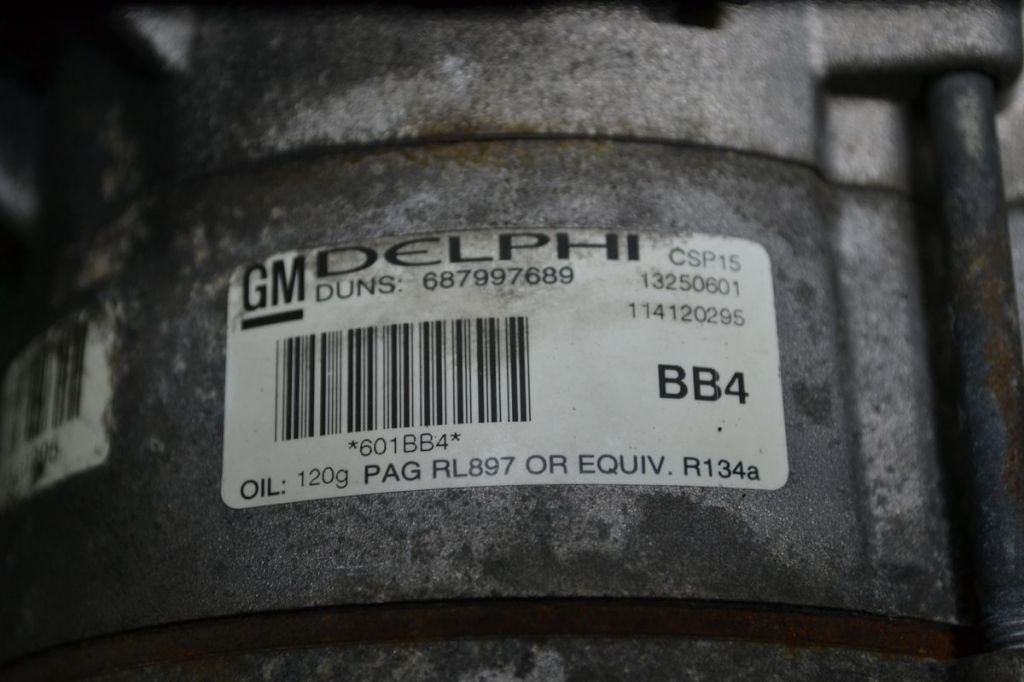 GM DELPHI CSP15
DUNS: 687997689 13250601
114120295
BB4
*601BB4*
OIL: 120g PAG RL897 OR EQUIV. R134a